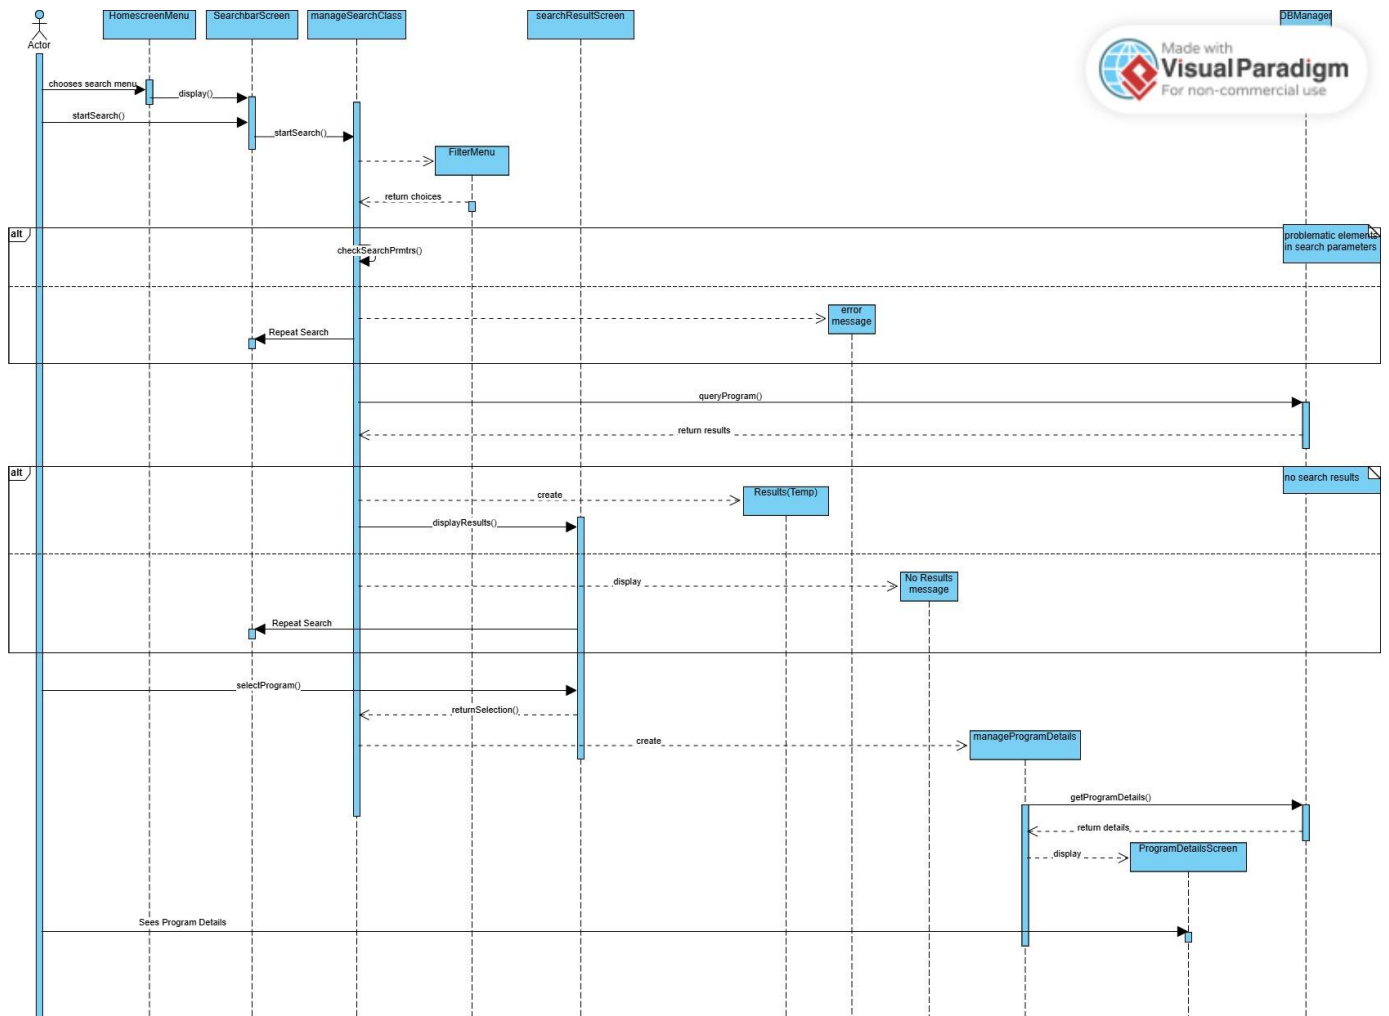 HomescreenMenu
SearchbarScreen
manageSearchClass
searchResultScreen
DBManager
Actor
Made with
Visual Paradigm
For non-commercial use
chooses search menu
display()
startSearch()
startSearch()
FilterMenu
return choices
alt
problematic elements
in search parameters
checkSearchPrmtrs()
error
message
Repeat Search
queryProgram()
return results
alt
no search results
create
Results(Temp)
displayResults()
display
No Results
message
Repeat Search
selectProgram()
returnSelection()
create
manageProgramDetails
getProgramDetails()
return details
display
ProgramDetailsScreen
Sees Program Details